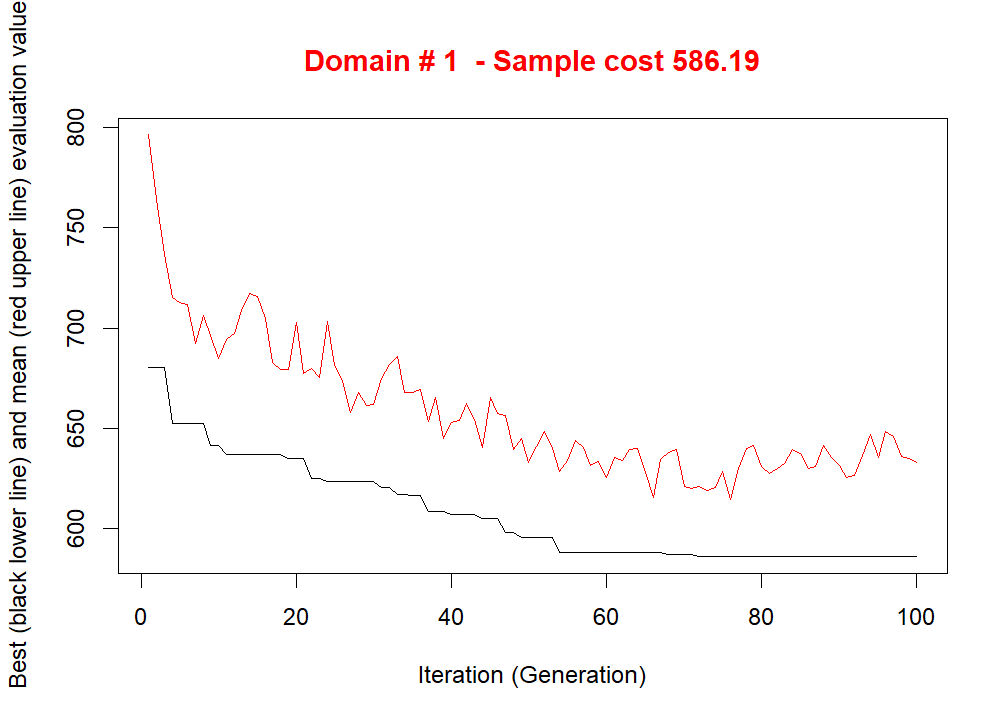 Domain # 1  - Sample cost 586.19
Best (black lower line) and mean (red upper line) evaluation value
800
750
700
650
600
0 20 40 60 80 100
Iteration (Generation)